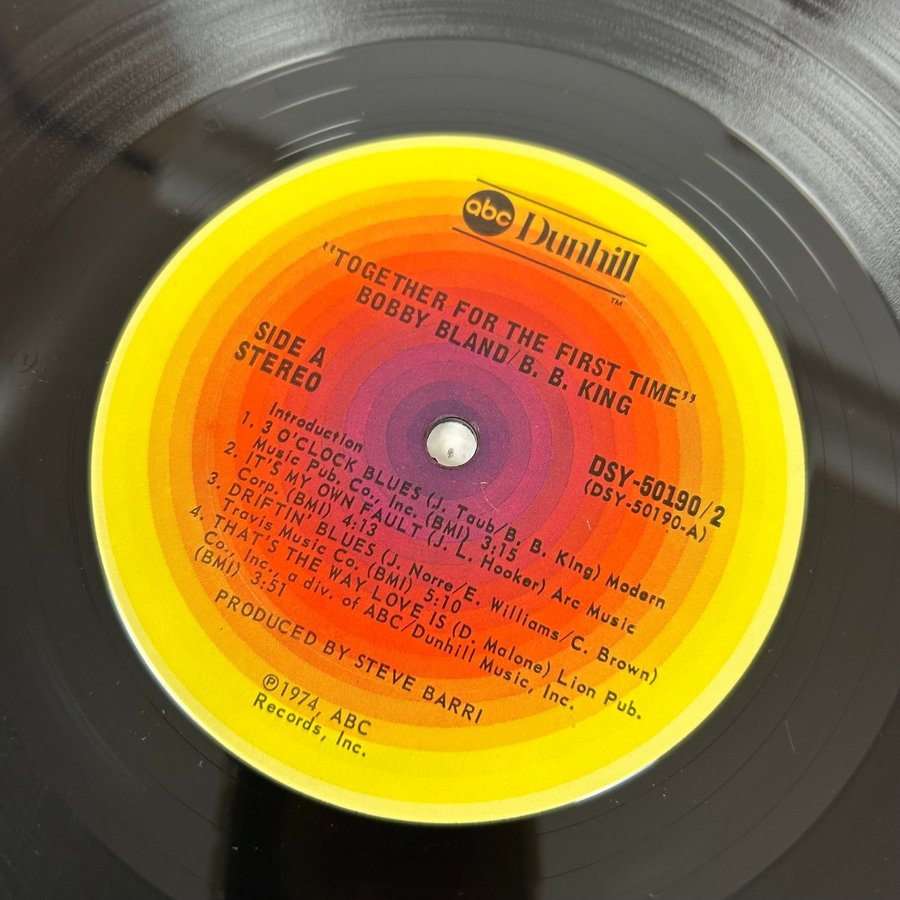 abc Dunhill
TM
"TOGETHER FOR THE FIRST TIME"
BOBBY BLAND/B. B. KING
SIDE A
STEREO
DSY-50190/2
(DSY-50190-A)
Introduction
1. 3 O'CLOCK BLUES (J. Taub/B. B. King) Modern
Music Pub. Co., Inc. (BMI) 3:15
2. IT'S MY OWN FAULT (J. L. Hooker) Arc Music
Corp. (BMI) 4:13
3. DRIFTIN' BLUES (J. Norre/E. Williams/C. Brown)
Travis Music Co. (BMI) 5:10
4. THAT'S THE WAY LOVE IS (D. Malone) Lion Pub.
Co., Inc., a div. of ABC/Dunhill Music, Inc.
(BMI) 3:51
PRODUCED BY STEVE BARRI
℗1974, ABC
Records, Inc.